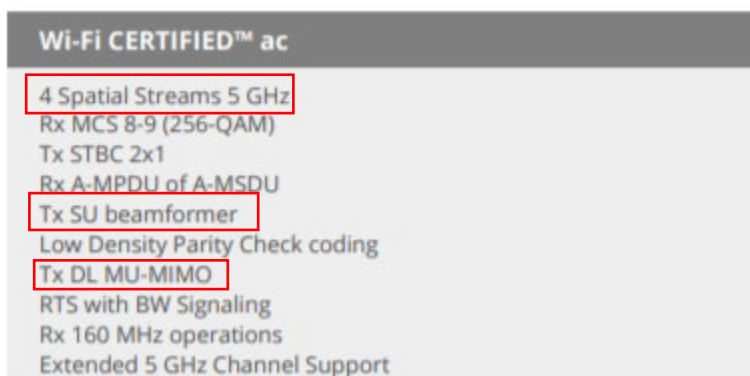 Wi-Fi CERTIFIED™ ac
4 Spatial Streams 5 GHz
Rx MCS 8-9 (256-QAM)
Tx STBC 2x1
Rx A-MPDU of A-MSDU
Tx SU beamformer
Low Density Parity Check coding
Tx DL MU-MIMO
RTS with BW Signaling
Rx 160 MHz operations
Extended 5 GHz Channel Support